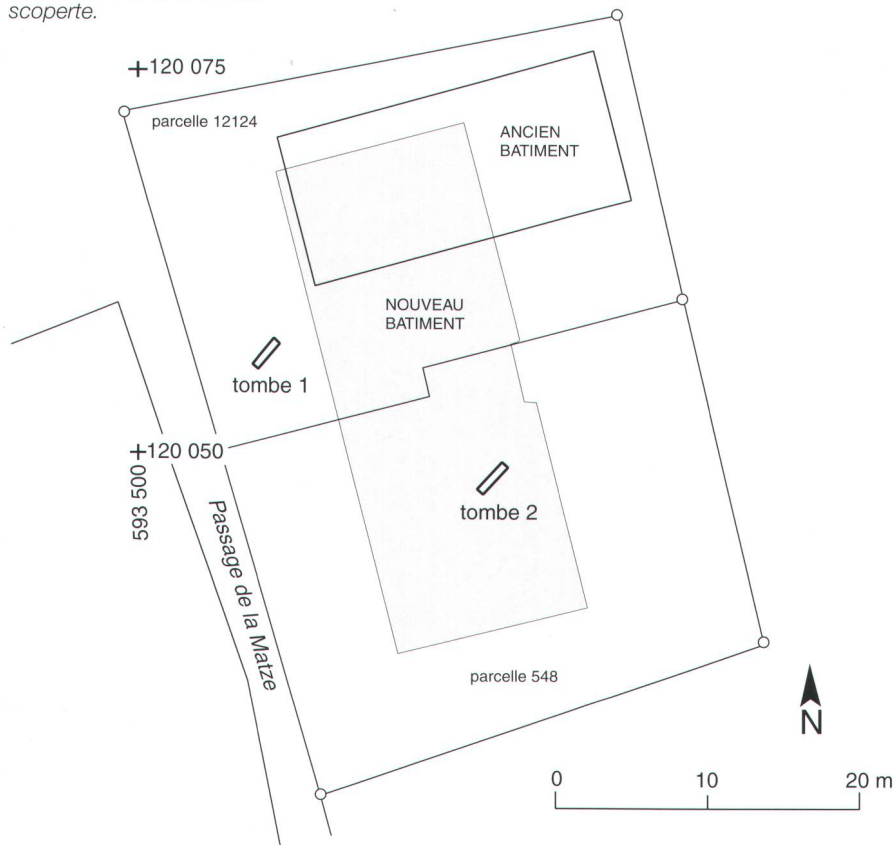 scoperte.
+120 075
parcelle 12124
ANCIEN
BATIMENT
NOUVEAU
BATIMENT
tombe 1
+120 050
593 500
Passage de la Matze
tombe 2
parcelle 548
N
0 10 20 m